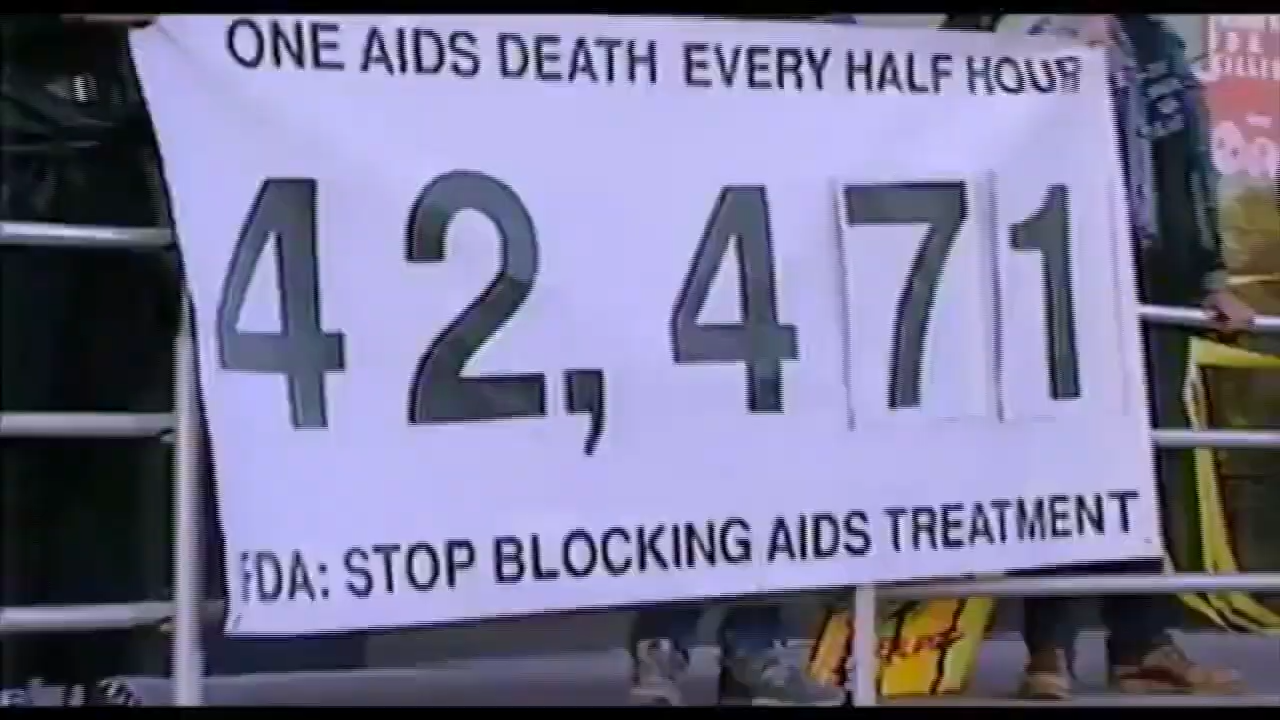 ONE AIDS DEATH EVERY HALF HOUR
42,471
FDA: STOP BLOCKING AIDS TREATMENT